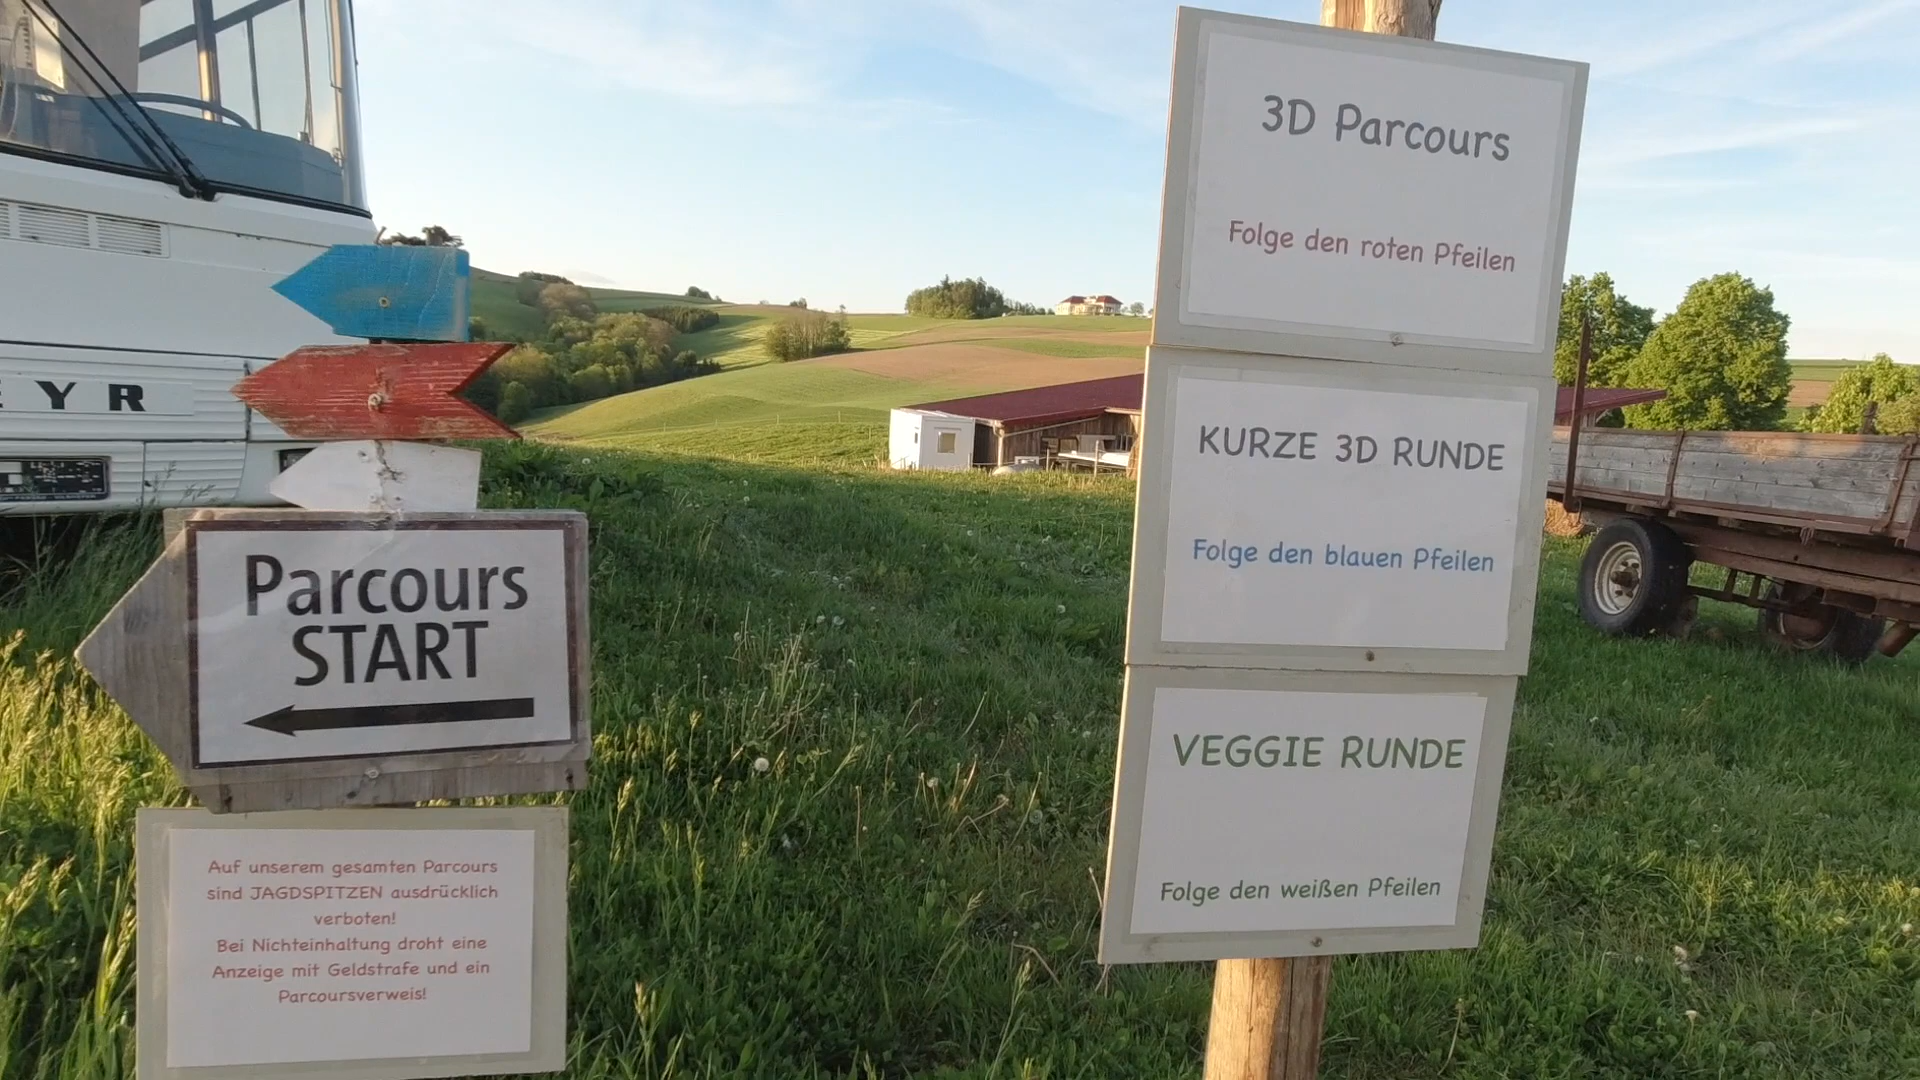 EYR
Parcours
START
Auf unserem gesamten Parcours
sind JAGDSPITZEN ausdrücklich
verboten!
Bei Nichteinhaltung droht eine
Anzeige mit Geldstrafe und ein
Parcoursverweis!
3D Parcours
Folge den roten Pfeilen
KURZE 3D RUNDE
Folge den blauen Pfeilen
VEGGIE RUNDE
Folge den weißen Pfeilen